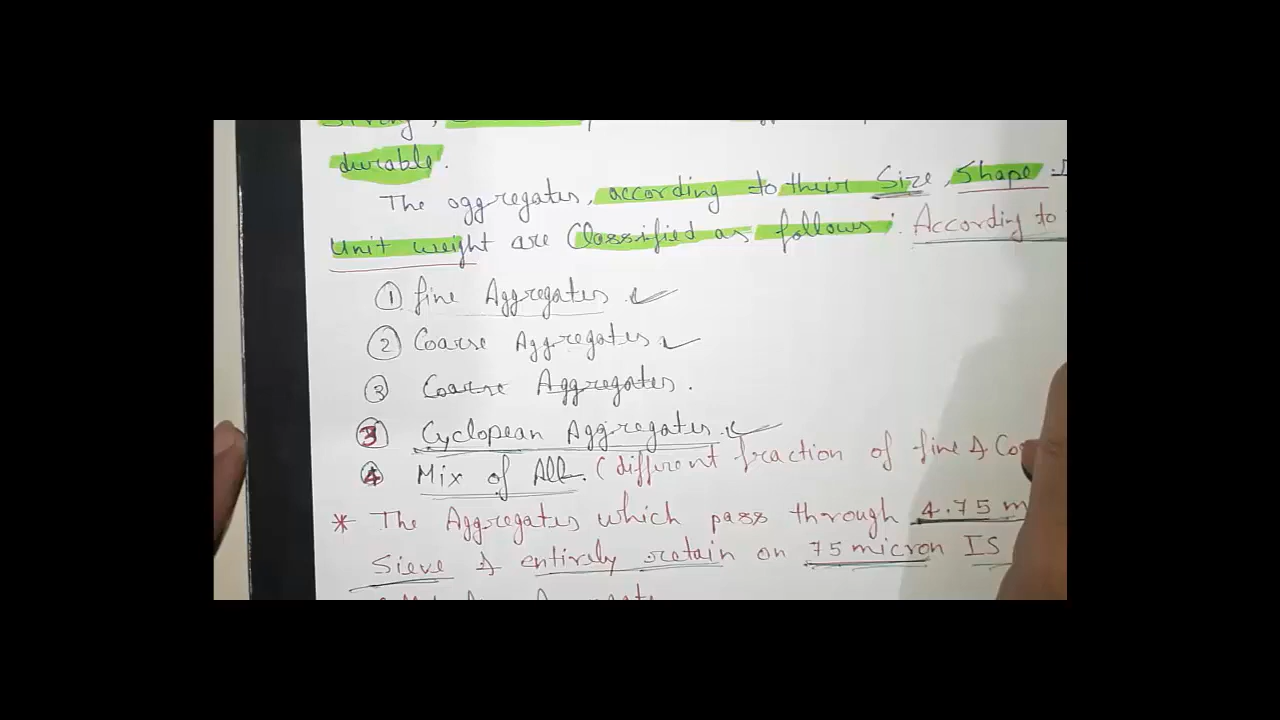 durable.
The aggregates, according to their Size, Shape &
Unit weight are Classified as follows: According to
① fine Aggregates.
② Coarse Aggregates
③ Coarse Aggregates.
③ Cyclopean Aggregates.
④ Mix of All. (different fraction of fine & Co
* The Aggregates which pass through 4.75 m
Sieve & entirely retain on 75 micron IS